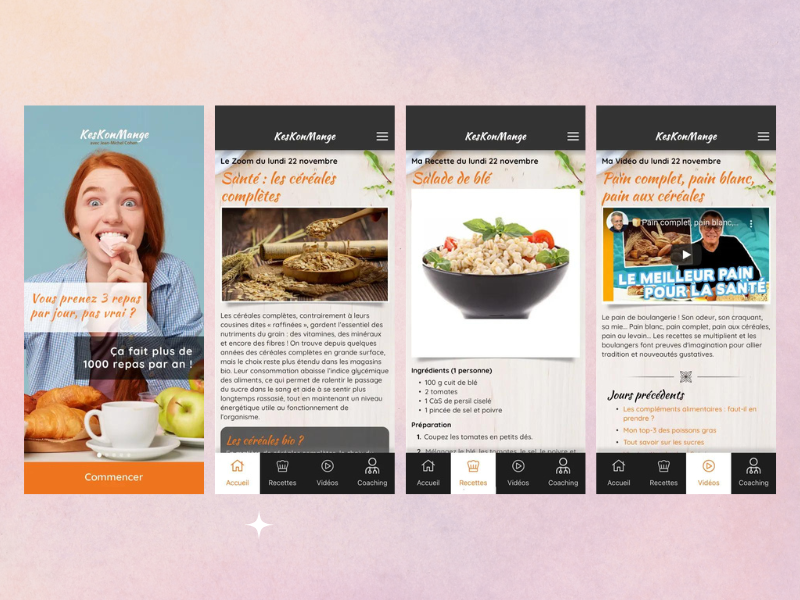 KesKonMange
avec Jean-Michel Cohen
Vous prenez 3 repas
par jour, pas vrai ?
Ça fait plus de
1000 repas par an !
Commencer
KesKonMange
Le Zoom du lundi 22 novembre
Santé : les céréales
complètes
Les céréales complètes, contrairement à leurs
cousines dites « raffinées », gardent l'essentiel des
nutriments du grain : des vitamines, des minéraux
et encore des fibres ! On trouve depuis quelques
années des céréales complètes en grande surface,
mais le choix reste plus étendu dans les magasins
bio. Leur consommation abaisse l'indice glycémique
des aliments, ce qui permet de ralentir le passage
du sucre dans le sang et aide à se sentir plus
longtemps rassasié, tout en maintenant un niveau
énergétique utile au fonctionnement de
l'organisme.
Les céréales bio ?
Accueil
Recettes
Vidéos
Coaching
KesKonMange
Ma Recette du lundi 22 novembre
Salade de blé
Ingrédients (1 personne)
• 100 g cuit de blé
• 2 tomates
• 1 CàS de persil ciselé
• 1 pincée de sel et poivre
Préparation
1. Coupez les tomates en petits dés.
2. Mélangez le blé, les tomates, le sel, le poivre et
Accueil
Recettes
Vidéos
Coaching
KesKonMange
Ma Vidéo du lundi 22 novembre
Pain complet, pain blanc,
pain aux céréales
Pain complet, pain blanc,...
LE MEILLEUR PAIN
POUR LA SANTÉ
Le pain de boulangerie ! Son odeur, son craquant,
sa mie... Pain blanc, pain complet, pain aux céréales,
pain au levain... Les recettes se multiplient et les
boulangers font preuves d'imagination pour allier
tradition et nouveautés gustatives.
Jours précédents
• Les compléments alimentaires : faut-il en
prendre ?
• Mon top-3 des poissons gras
• Tout savoir sur les sucres
Accueil
Recettes
Vidéos
Coaching